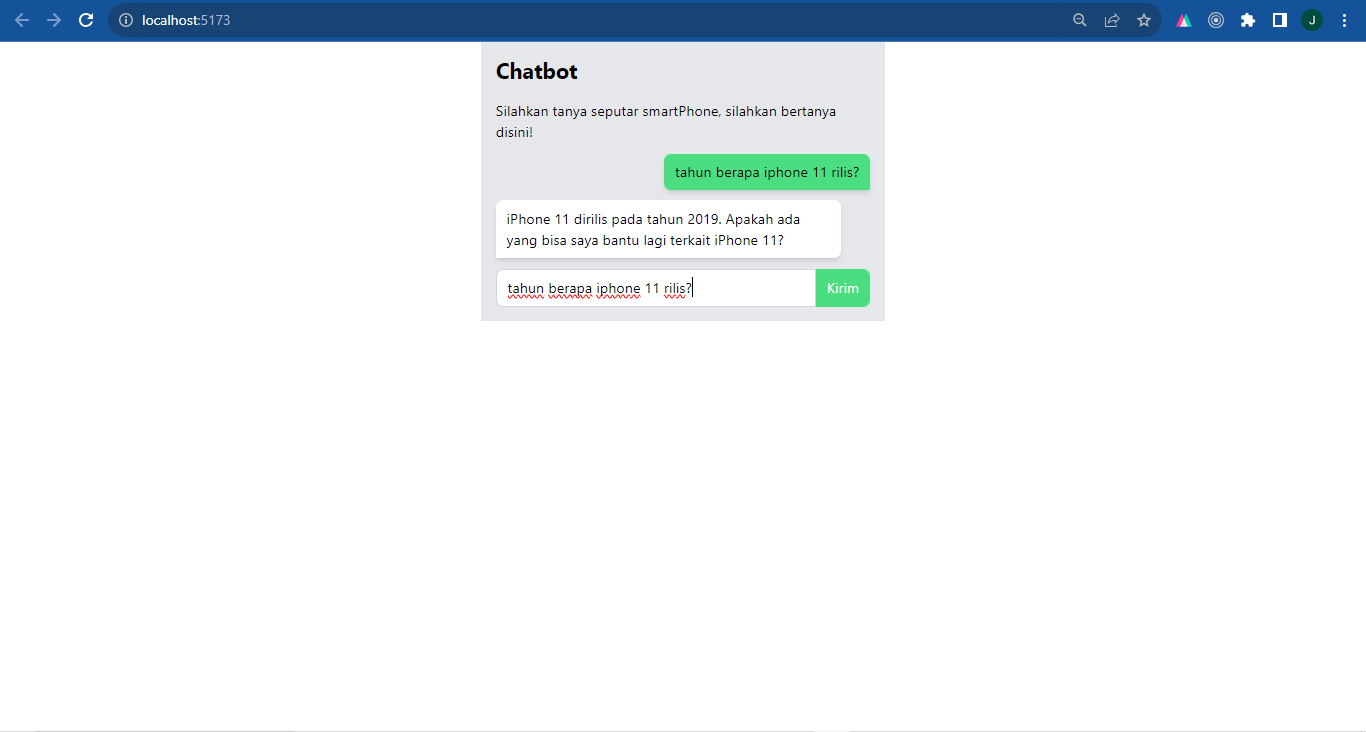 localhost:5173
J
Chatbot
Silahkan tanya seputar smartPhone, silahkan bertanya
disini!
tahun berapa iphone 11 rilis?
iPhone 11 dirilis pada tahun 2019. Apakah ada
yang bisa saya bantu lagi terkait iPhone 11?
tahun berapa iphone 11 rilis?
Kirim